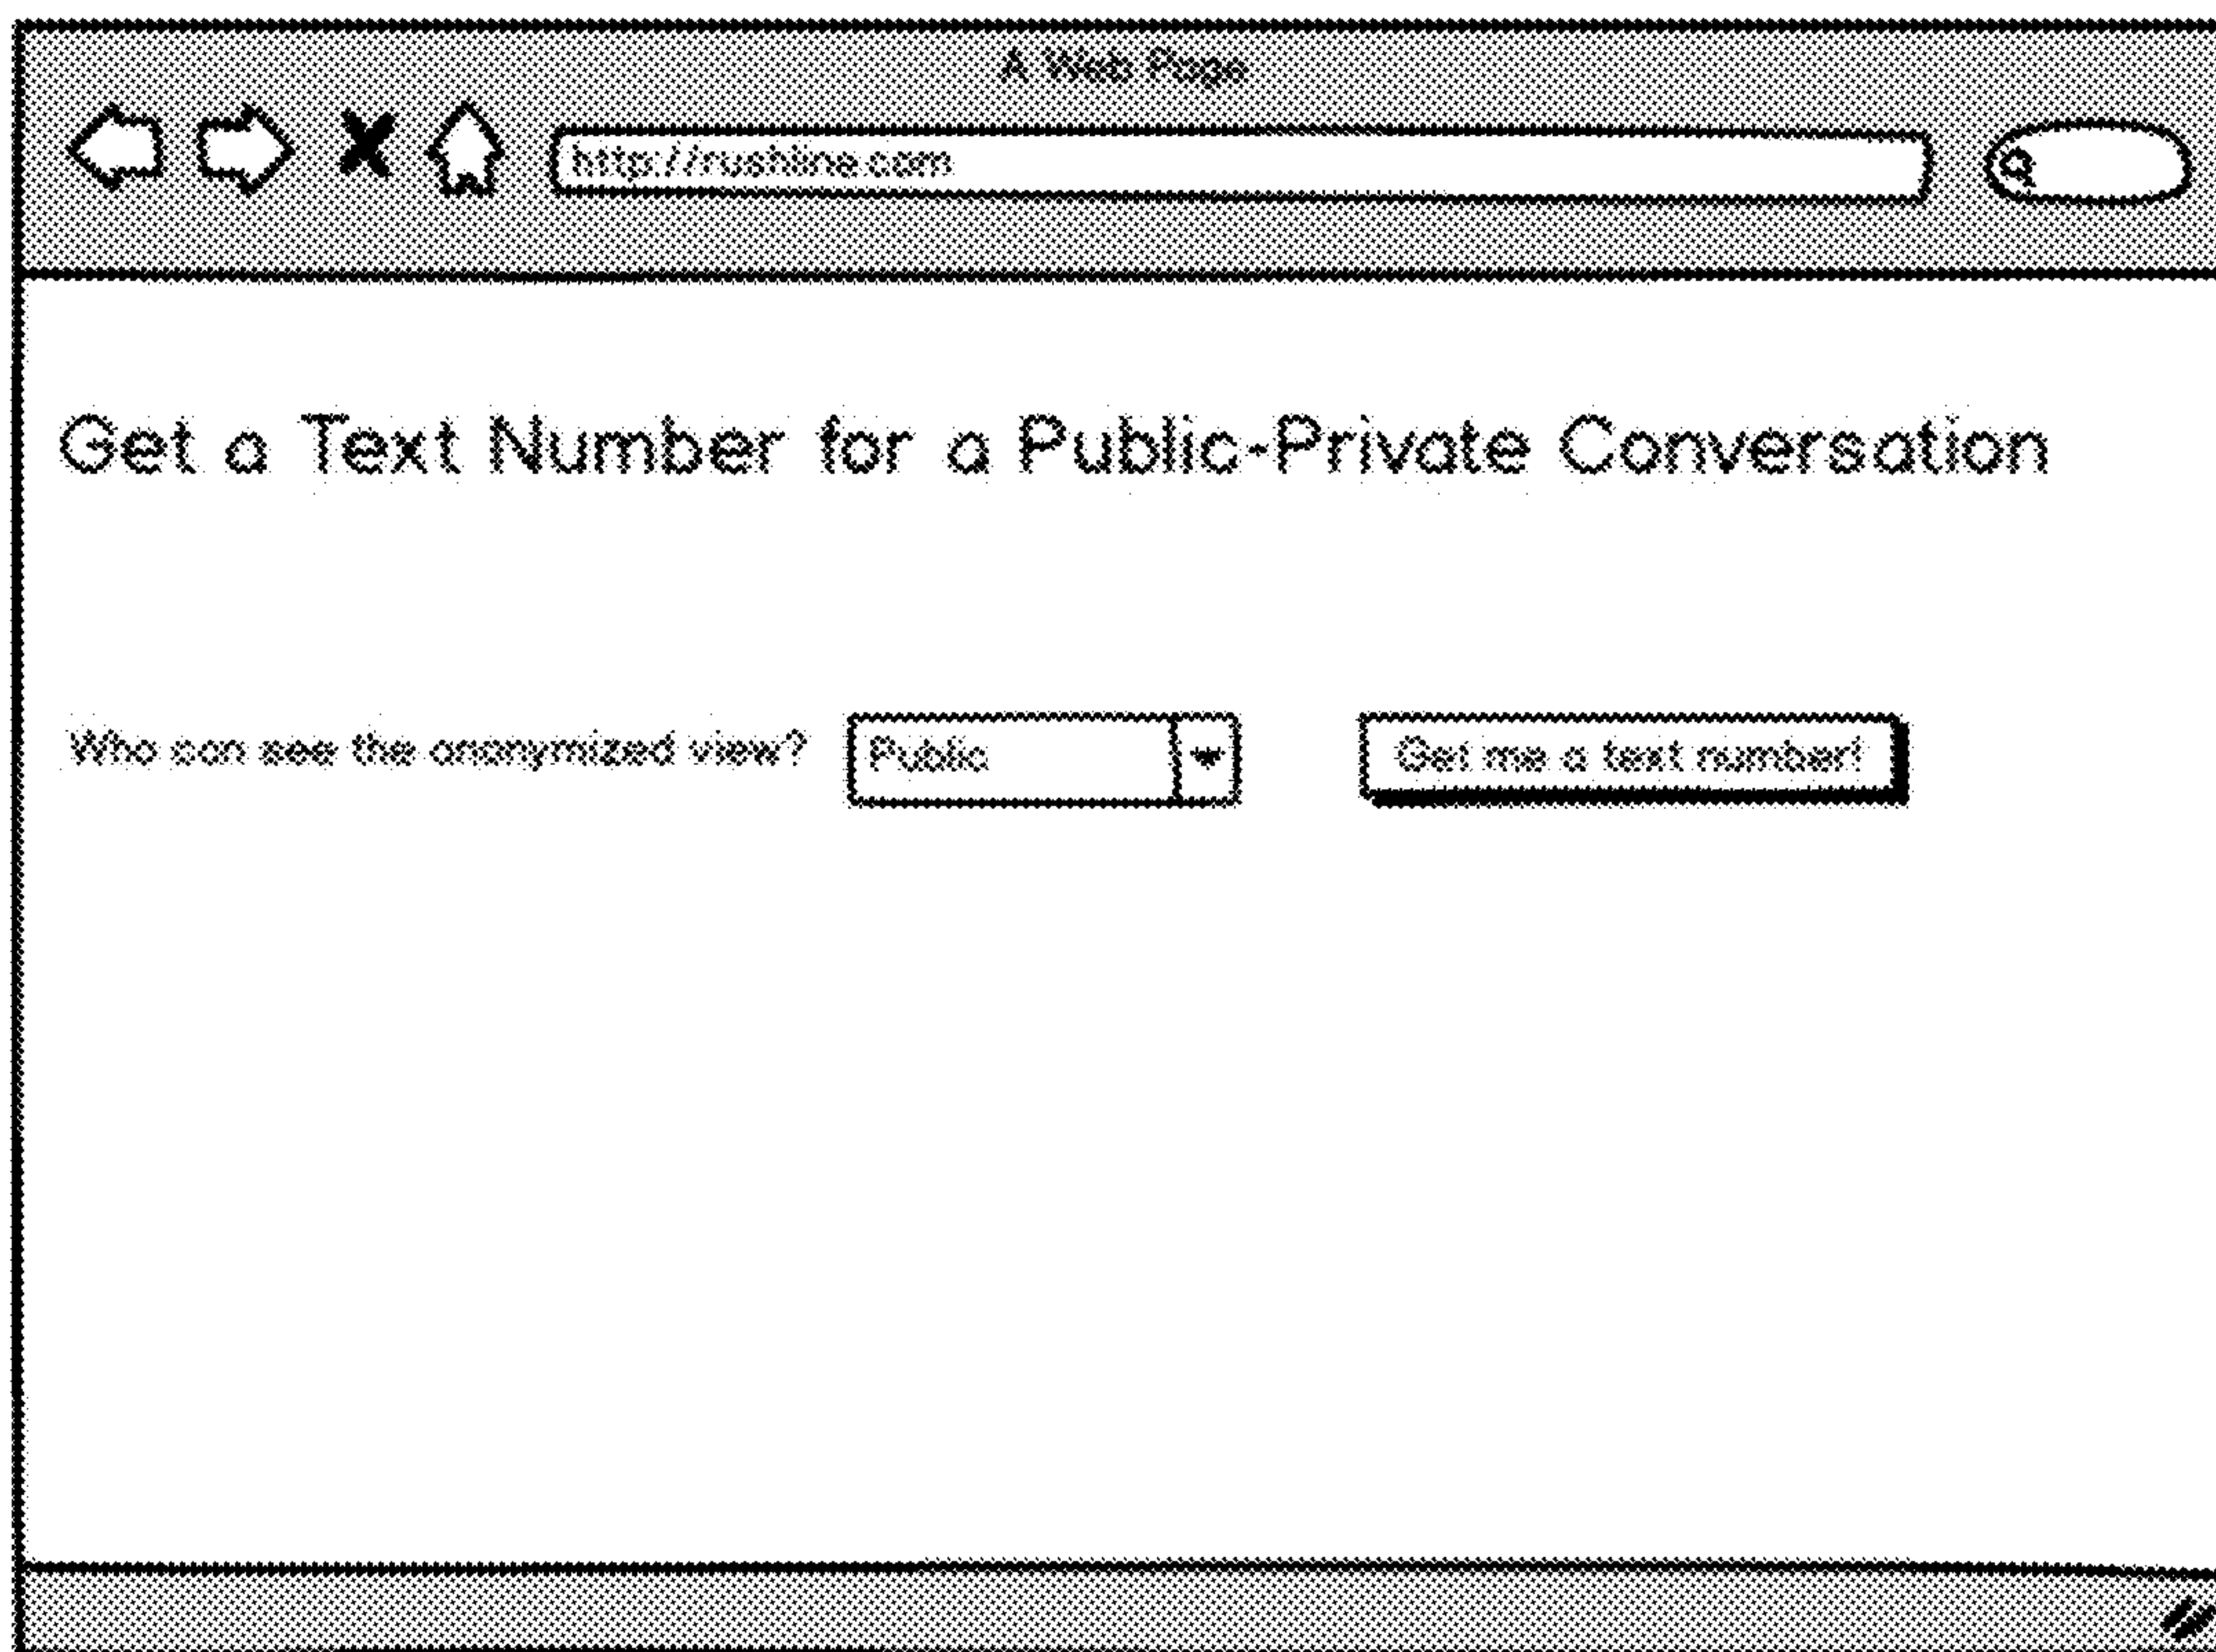 A Web Page
http://rushline.com
Get a Text Number for a Public-Private Conversation
Who can see the anonymized view?
Public
Get me a text number!